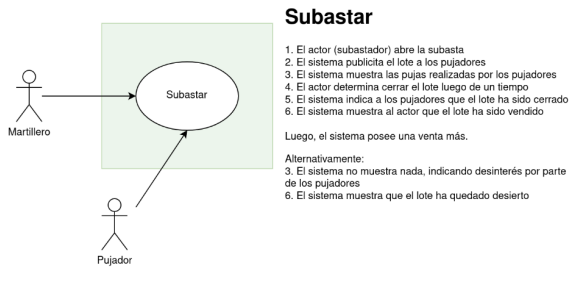 Subastar
1. El actor (subastador) abre la subasta
2. El sistema publicita el lote a los pujadores
3. El sistema muestra las pujas realizadas por los pujadores
4. El actor determina cerrar el lote luego de un tiempo
5. El sistema indica a los pujadores que el lote ha sido cerrado
6. El sistema muestra al actor que el lote ha sido vendido
Luego, el sistema posee una venta más.
Alternativamente:
3. El sistema no muestra nada, indicando desinterés por parte
de los pujadores
6. El sistema muestra que el lote ha quedado desierto
Subastar
Martillero
Pujador